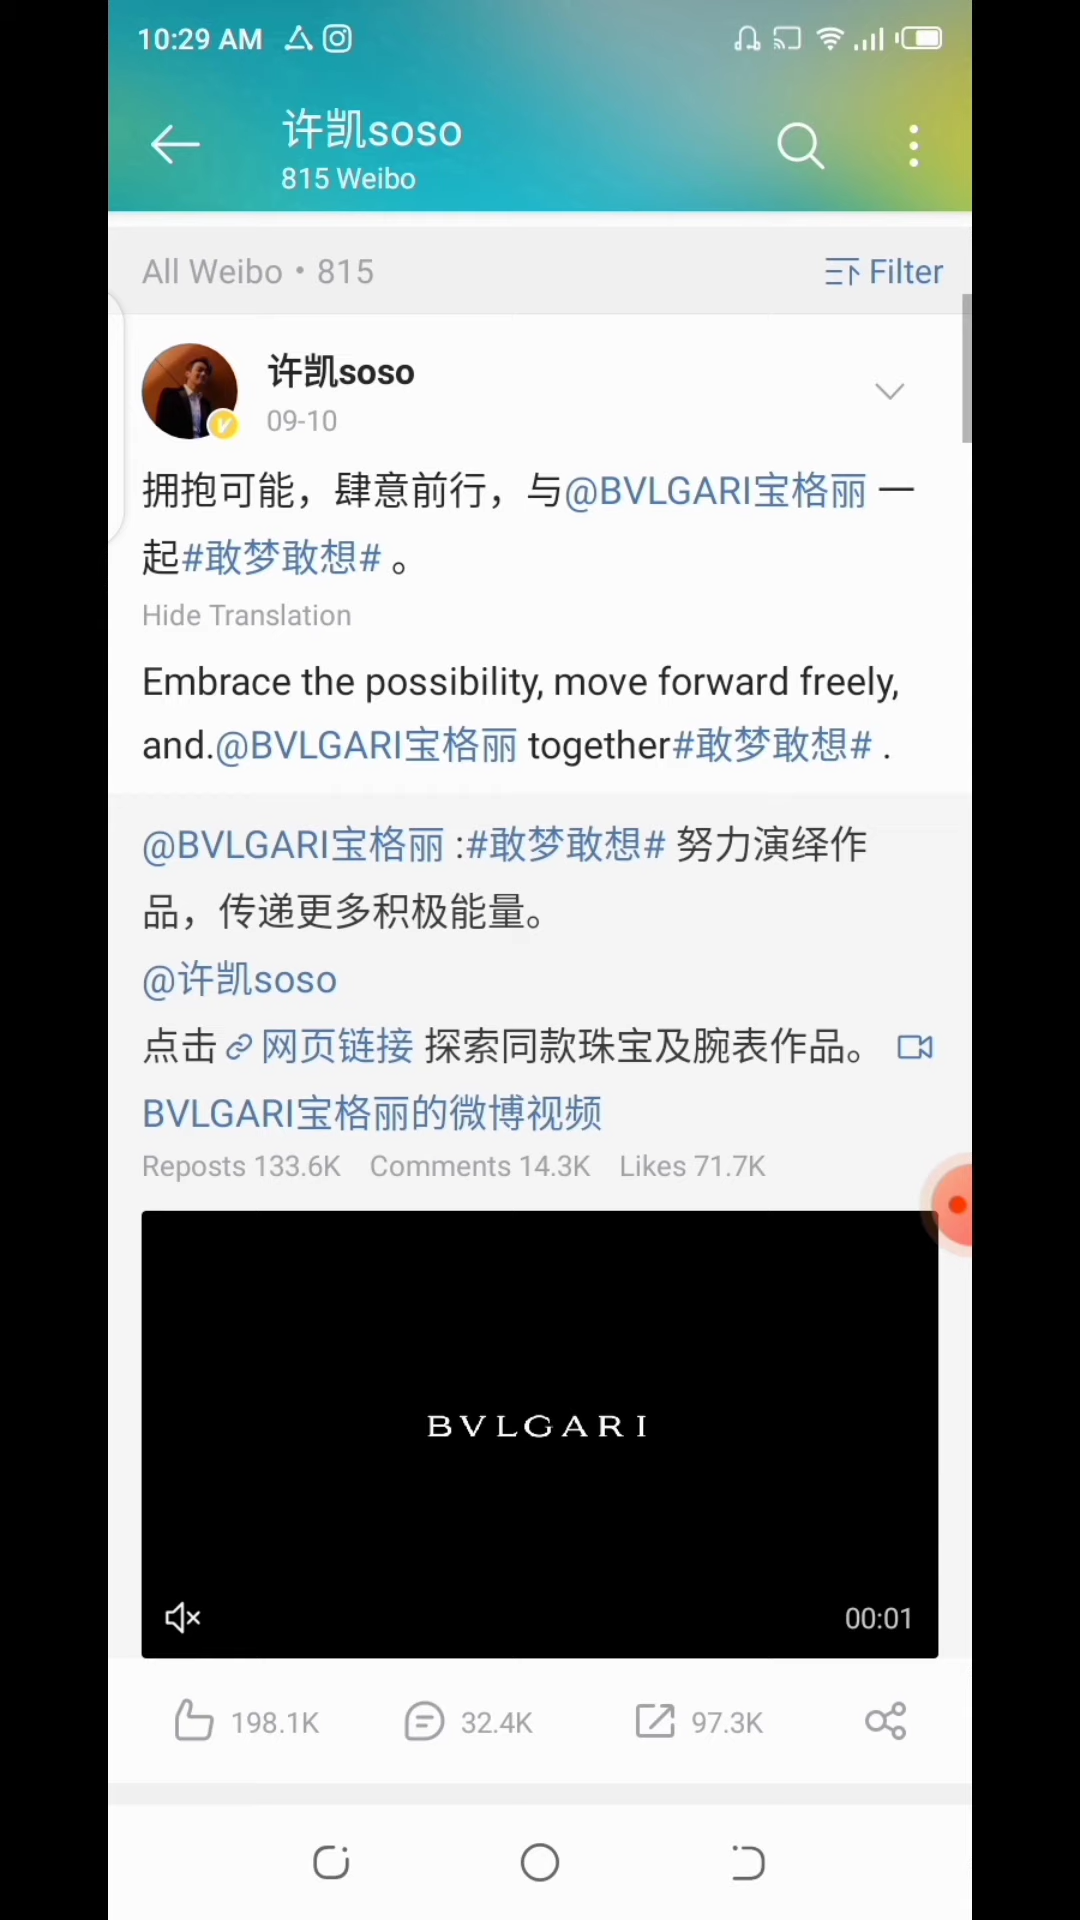 10:29 AM
许凯soso
815 Weibo
All Weibo • 815
Filter
许凯soso
09-10
拥抱可能，肆意前行，与@BVLGARI宝格丽 一
起#敢梦敢想# 。
Hide Translation
Embrace the possibility, move forward freely,
and.@BVLGARI宝格丽 together#敢梦敢想# .
@BVLGARI宝格丽 :#敢梦敢想# 努力演绎作
品，传递更多积极能量。
@许凯soso
点击 网页链接 探索同款珠宝及腕表作品。
BVLGARI宝格丽的微博视频
Reposts 133.6K Comments 14.3K Likes 71.7K
BVLGARI
00:01
198.1K 32.4K 97.3K